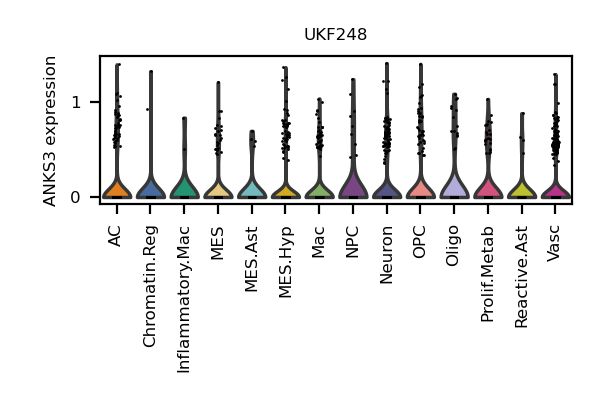 UKF248
ANKS3 expression
1
0
AC
Chromatin.Reg
Inflammatory.Mac
MES
MES.Ast
MES.Hyp
Mac
NPC
Neuron
OPC
Oligo
Prolif.Metab
Reactive.Ast
Vasc